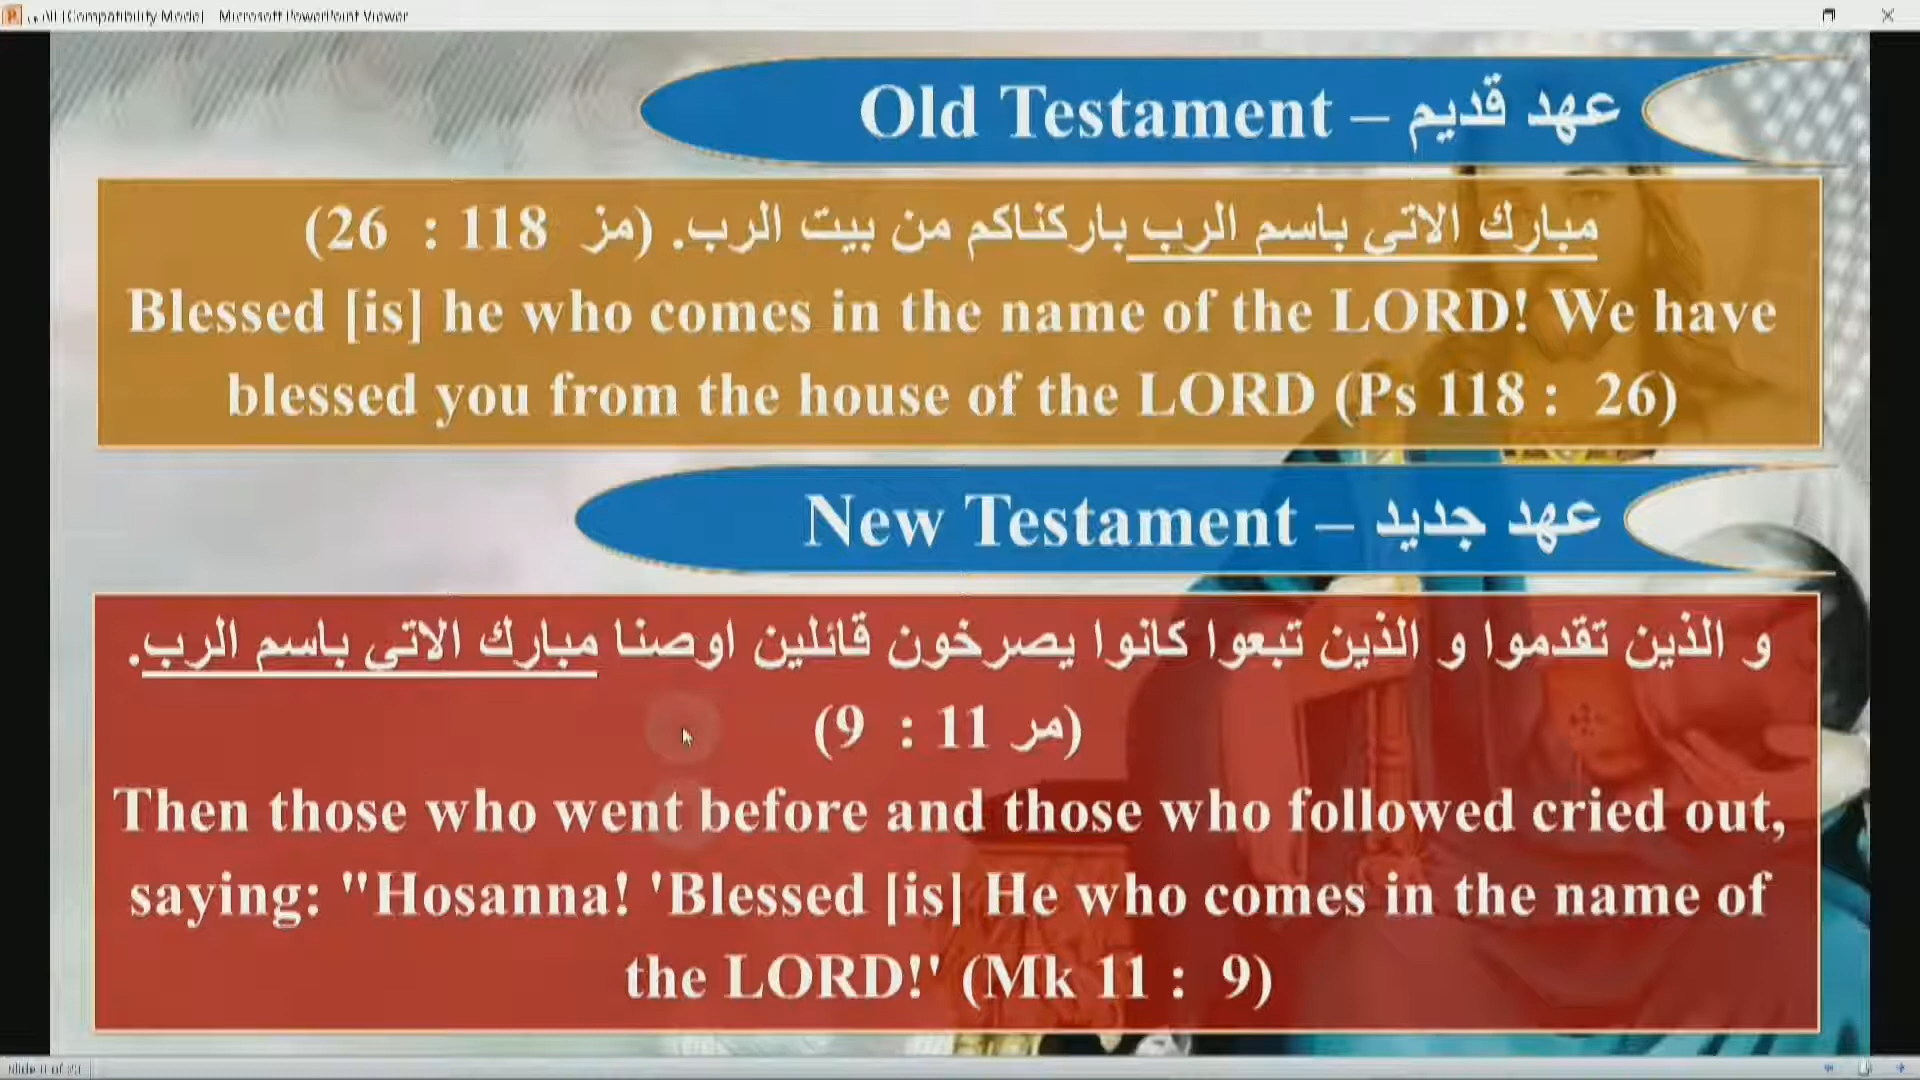 [Compatibility Mode] - Microsoft PowerPoint Viewer
Old Testament – عهد قديم
مبارك الاتي باسم الرب باركناكم من بيت الرب. (مز 118 : 26)
Blessed [is] he who comes in the name of the LORD! We have
blessed you from the house of the LORD (Ps 118 : 26)
New Testament – عهد جديد
و الذين تقدموا و الذين تبعوا كانوا يصرخون قائلين اوصنا مبارك الاتي باسم الرب.
(مر 11 : 9)
Then those who went before and those who followed cried out,
saying: "Hosanna! 'Blessed [is] He who comes in the name of
the LORD!' (Mk 11 : 9)